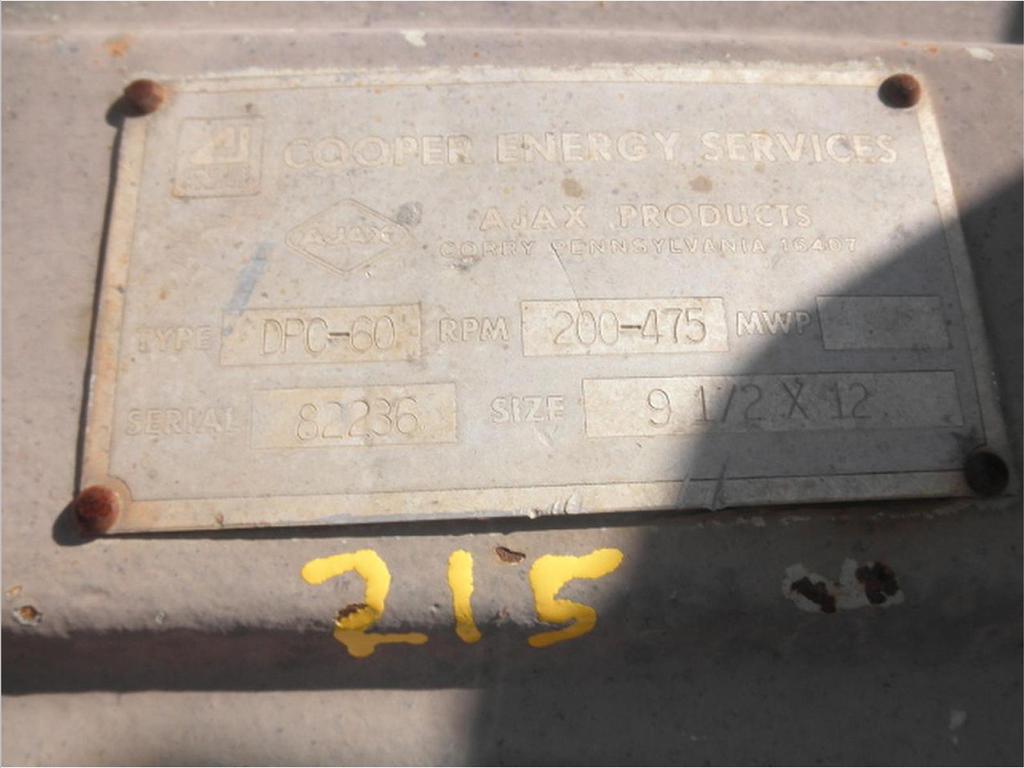 COOPER ENERGY SERVICES
AJAX
AJAX PRODUCTS
CORRY PENNSYLVANIA 16407
TYPE DPC-60 RPM 200-475 MWP
SERIAL 82236 SIZE 9 1/2 X 12
215